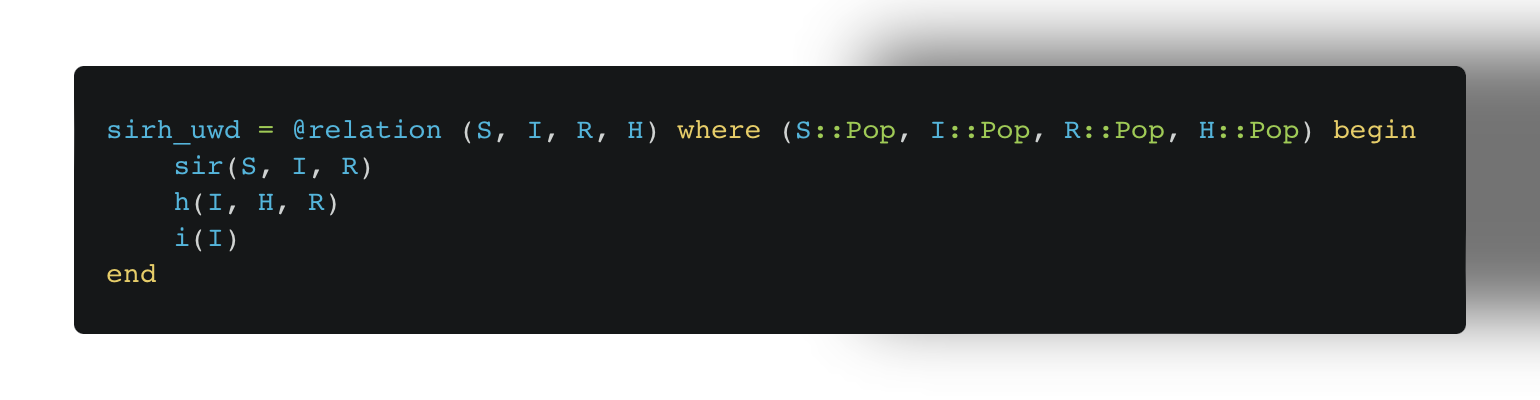 sirh_uwd = @relation (S, I, R, H) where (S::Pop, I::Pop, R::Pop, H::Pop) begin
    sir(S, I, R)
    h(I, H, R)
    i(I)
end